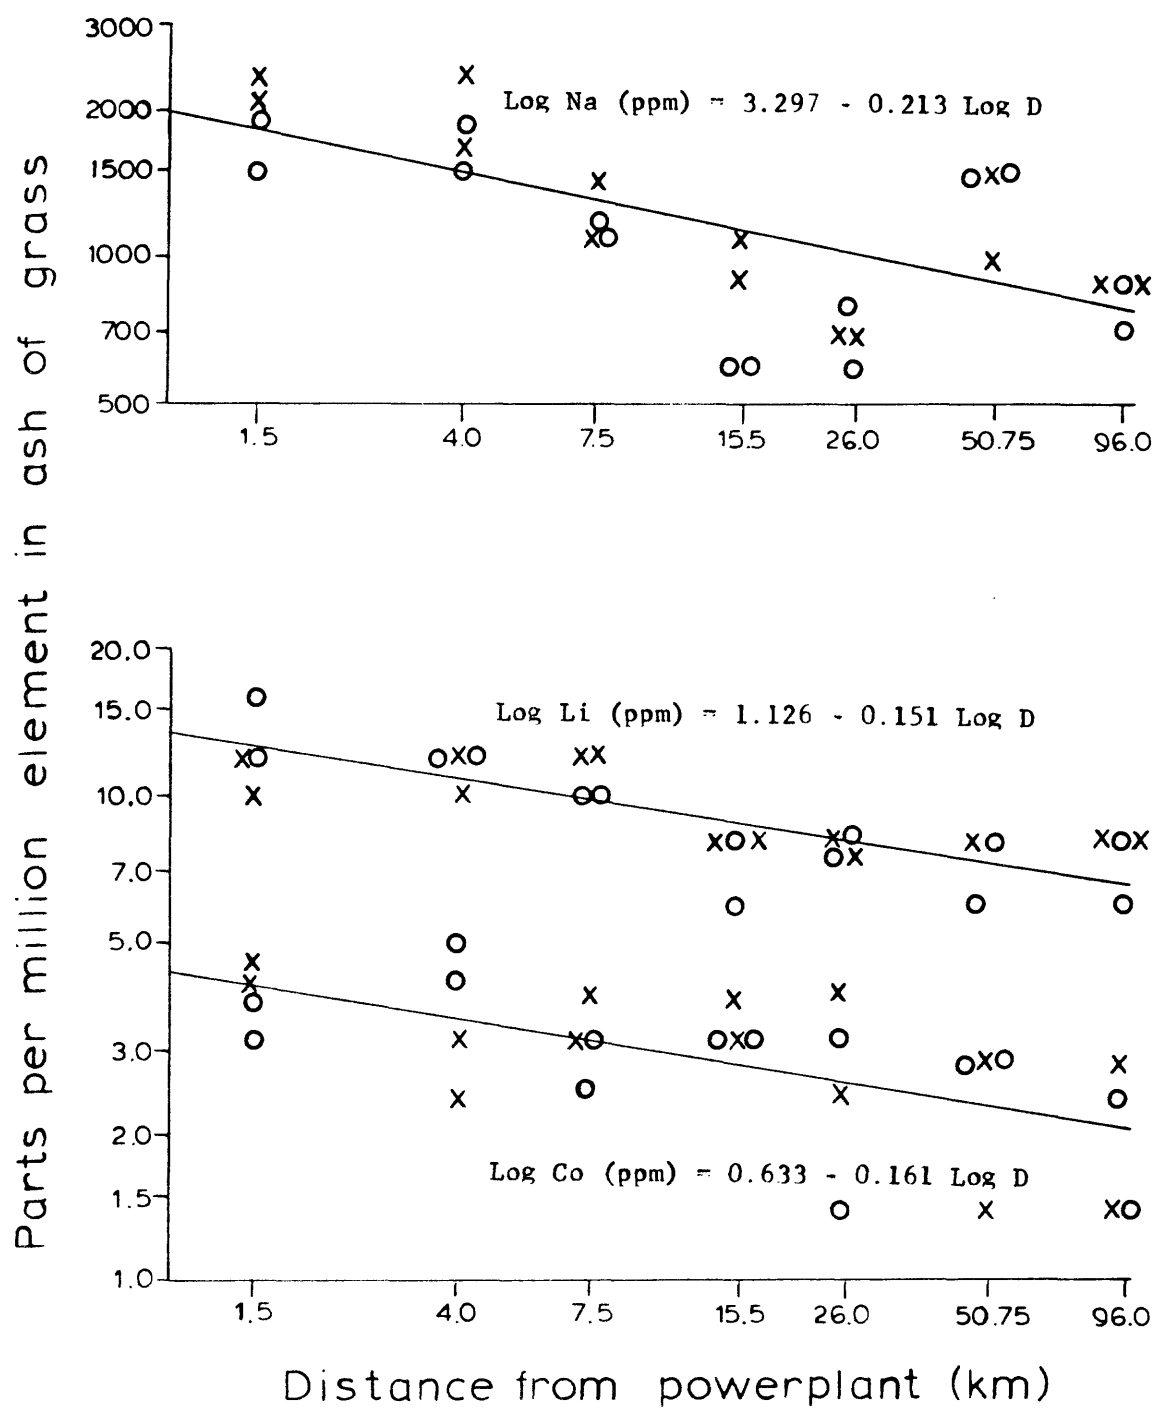 Parts per million element in ash of grass
3000
2000
1500
1000
700
500
Log Na (ppm) = 3.297 - 0.213 Log D
1.5 4.0 7.5 15.5 26.0 50.75 96.0
20.0
15.0
10.0
7.0
5.0
3.0
2.0
1.5
1.0
Log Li (ppm) = 1.126 - 0.151 Log D
Log Co (ppm) = 0.633 - 0.161 Log D
1.5 4.0 7.5 15.5 26.0 50.75 96.0
Distance from powerplant (km)